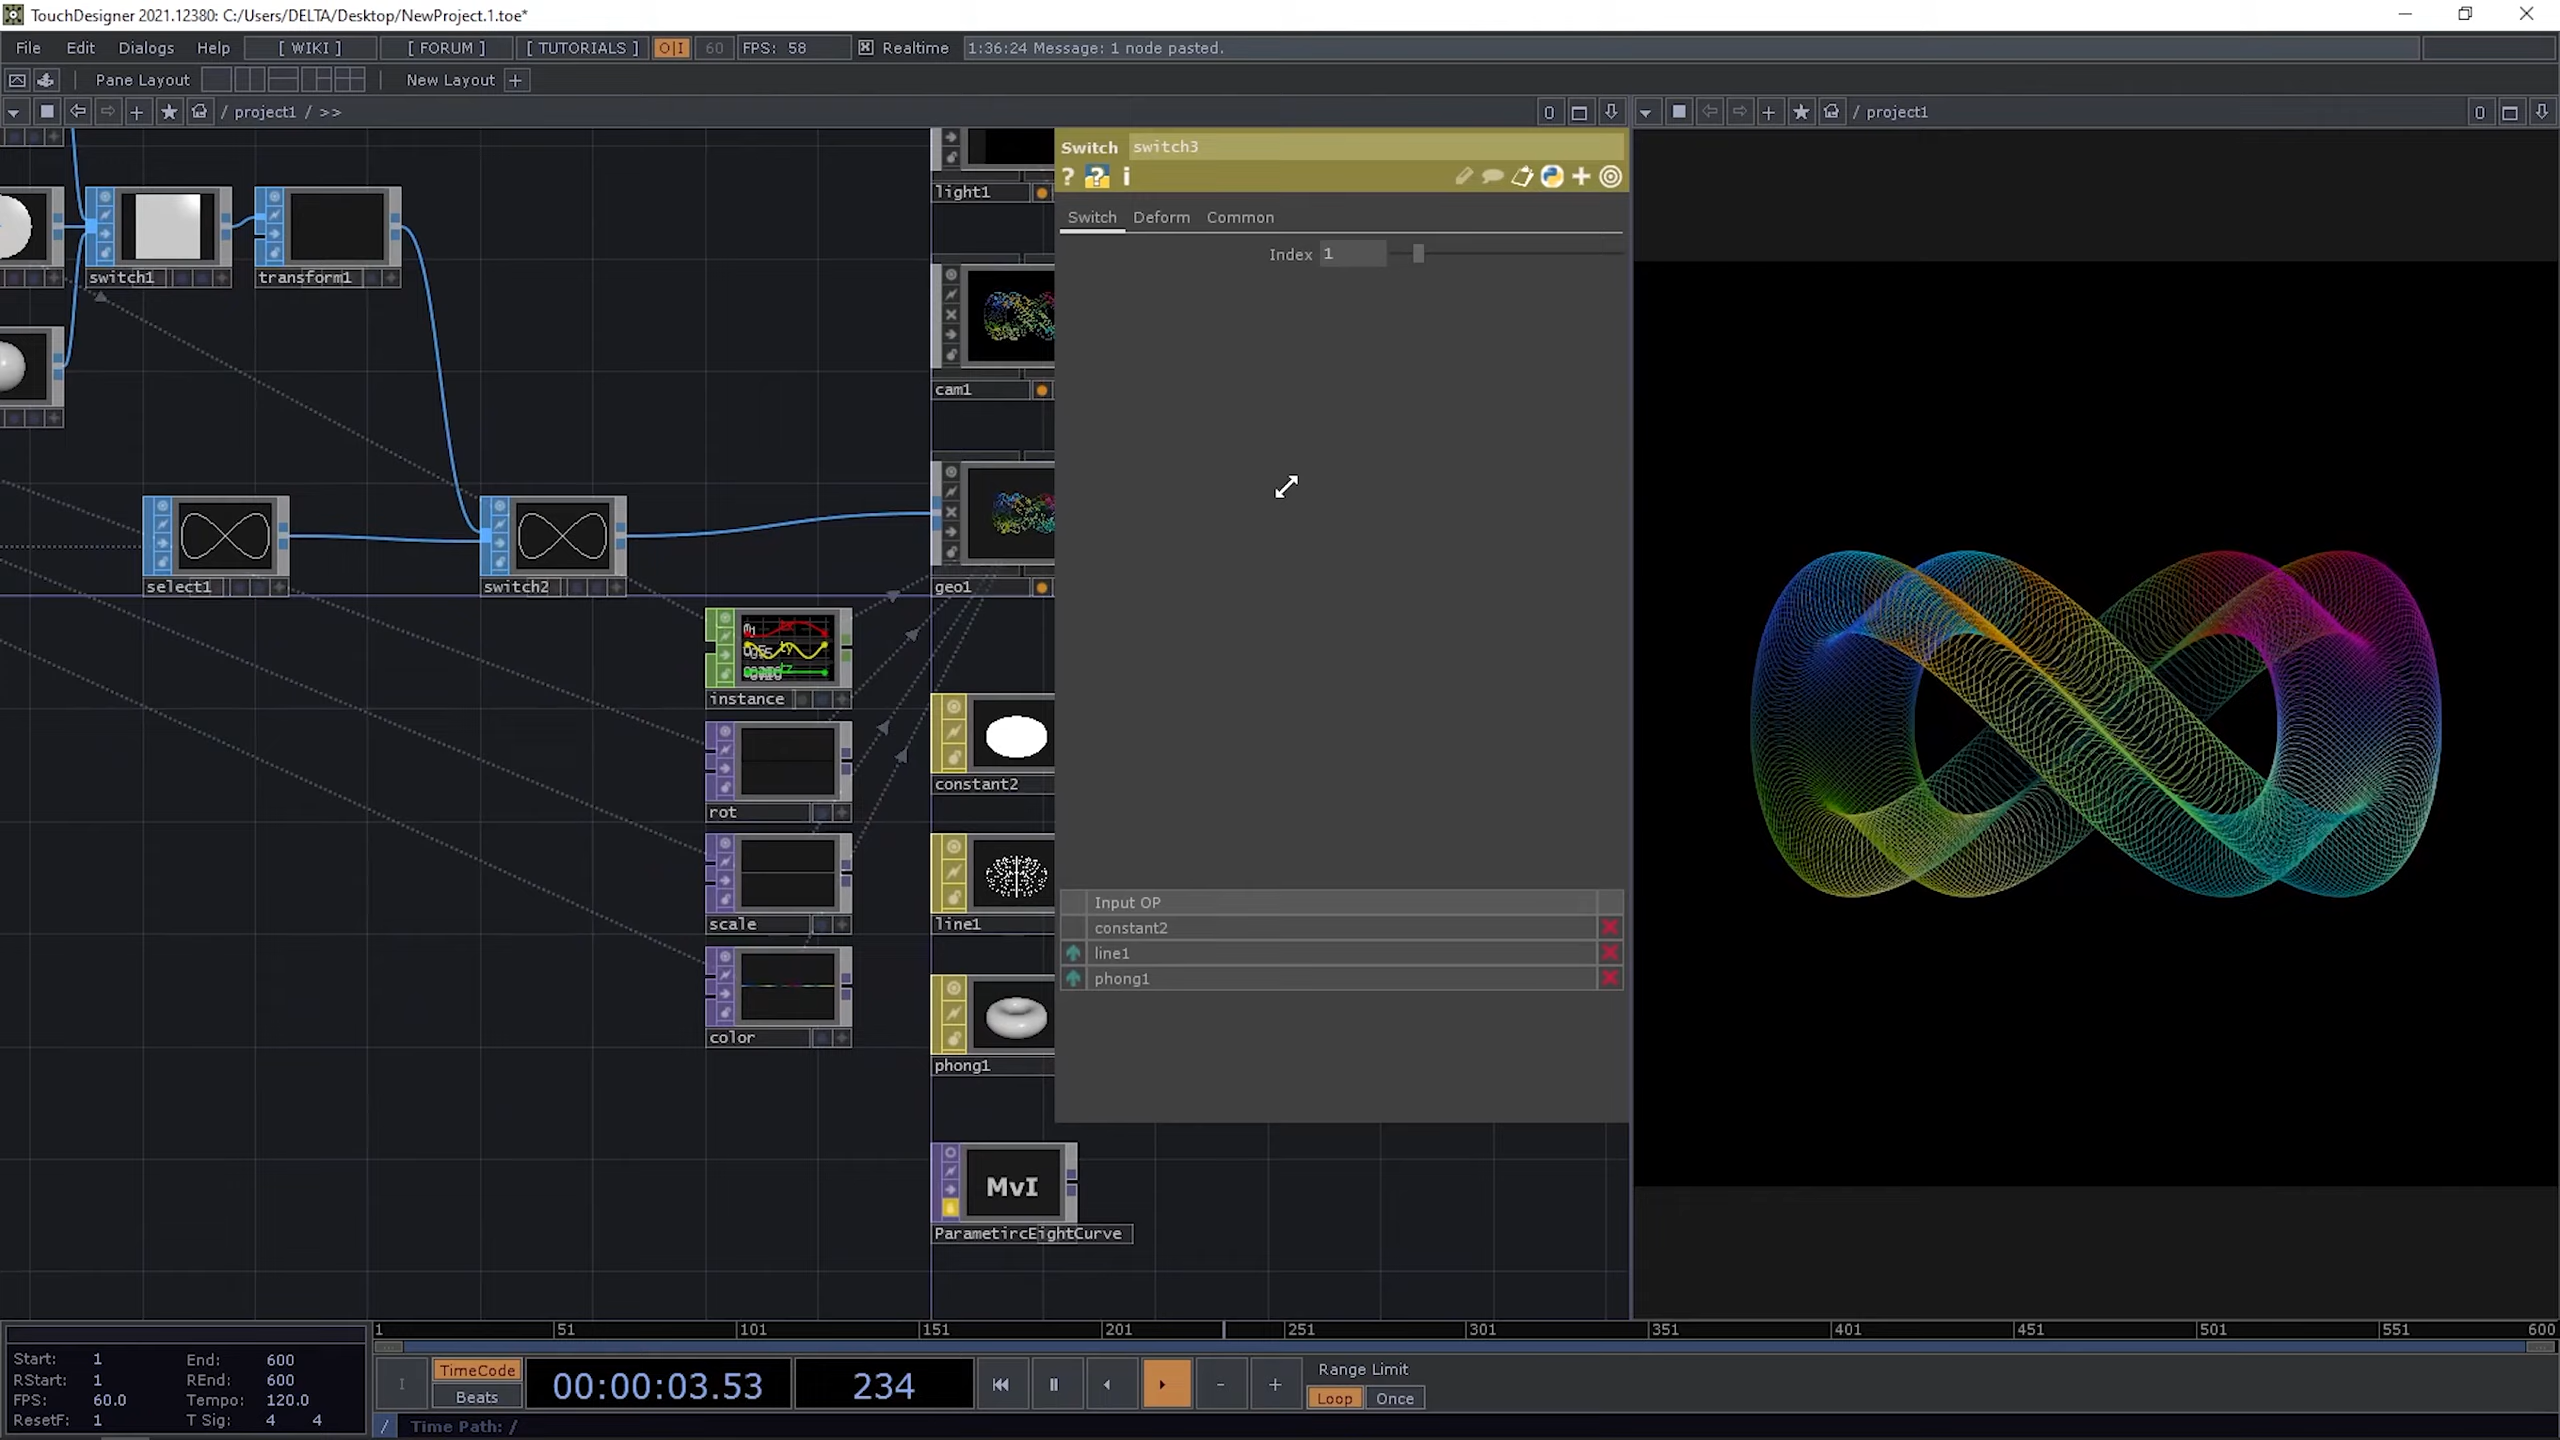 TouchDesigner 2021.12380: C:/Users/DELTA/Desktop/NewProject.1.toe*
File Edit Dialogs Help [ WIKI ] [ FORUM ] [ TUTORIALS ] O|I 60 FPS: 58 Realtime 1:36:24 Message: 1 node pasted.
Pane Layout New Layout +
/ project1 / >> 0
/ project1 0
Switch switch3
light1
Switch Deform Common
Index 1
switch1
transform1
cam1
select1
switch2
geo1
instance
constant2
rot
scale
line1
color
phong1
Input OP
constant2
line1
phong1
MvI
ParametircEightCurve
1 51 101 151 201 251 301 351 401 451 501 551 600
Start: 1 End: 600
RStart: 1 REnd: 600
FPS: 60.0 Tempo: 120.0
ResetF: 1 T Sig: 4 4
TimeCode
Beats
00:00:03.53
234
Range Limit
Loop Once
/ Time Path: /